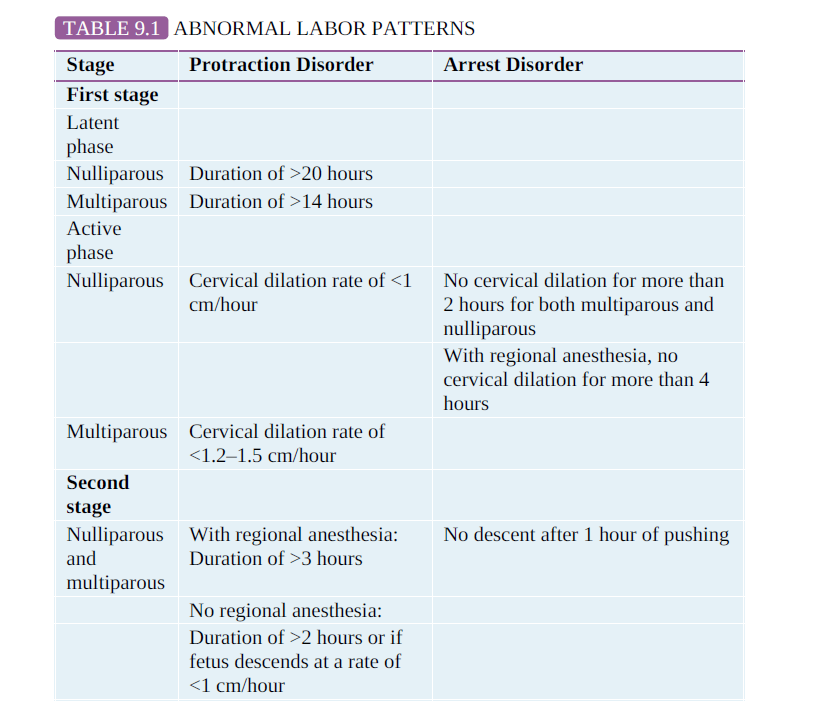 TABLE 9.1 ABNORMAL LABOR PATTERNS
Stage Protraction Disorder Arrest Disorder
First stage
Latent
phase
Nulliparous Duration of >20 hours
Multiparous Duration of >14 hours
Active
phase
Nulliparous Cervical dilation rate of <1 No cervical dilation for more than
cm/hour 2 hours for both multiparous and
nulliparous
With regional anesthesia, no
cervical dilation for more than 4
hours
Multiparous Cervical dilation rate of
<1.2–1.5 cm/hour
Second
stage
Nulliparous With regional anesthesia: No descent after 1 hour of pushing
and Duration of >3 hours
multiparous
No regional anesthesia:
Duration of >2 hours or if
fetus descends at a rate of
<1 cm/hour